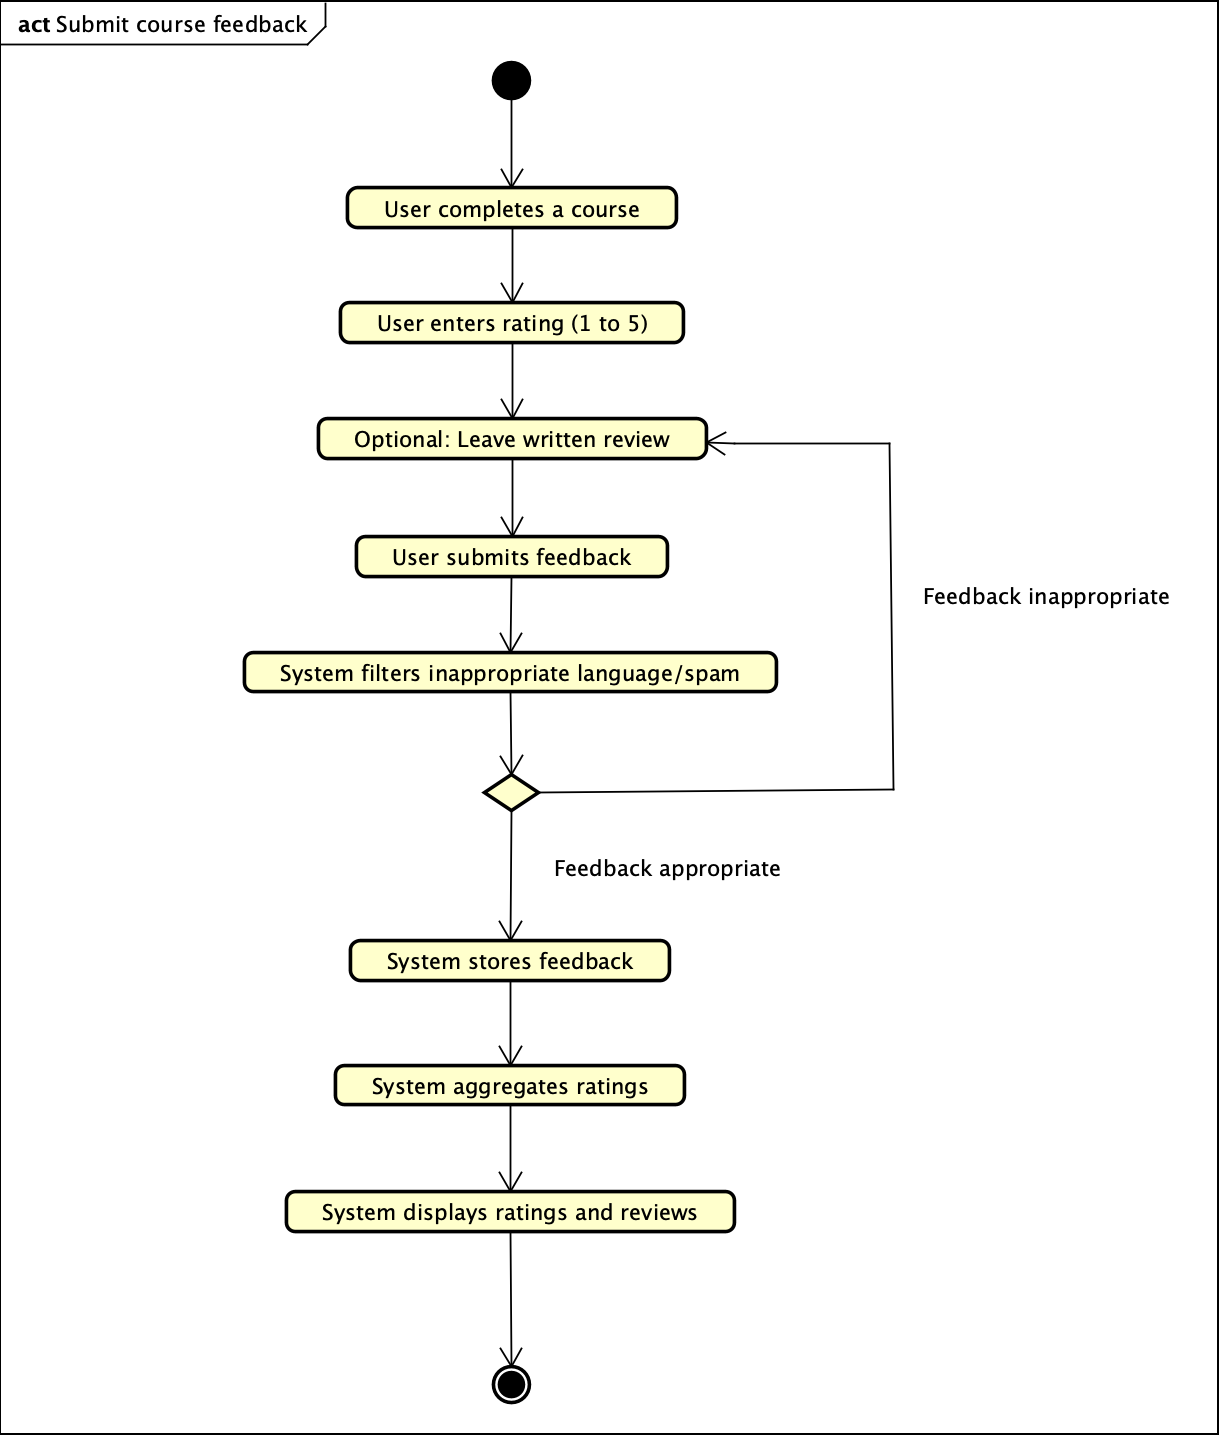 act Submit course feedback
User completes a course
User enters rating (1 to 5)
Optional: Leave written review
User submits feedback
Feedback inappropriate
System filters inappropriate language/spam
Feedback appropriate
System stores feedback
System aggregates ratings
System displays ratings and reviews